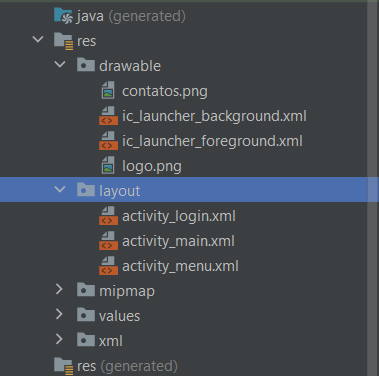 java (generated)
res
drawable
contatos.png
ic_launcher_background.xml
ic_launcher_foreground.xml
logo.png
layout
activity_login.xml
activity_main.xml
activity_menu.xml
mipmap
values
xml
res (generated)